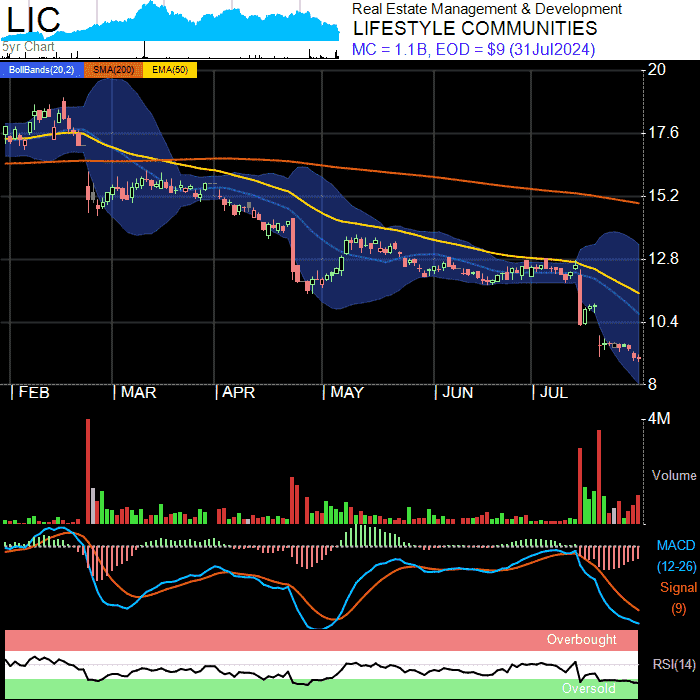 LIC
5yr Chart
Real Estate Management & Development
LIFESTYLE COMMUNITIES
MC = 1.1B, EOD = $9 (31Jul2024)
BollBands(20,2) SMA(200) EMA(50)
20
17.6
15.2
12.8
10.4
8
FEB MAR APR MAY JUN JUL
4M
Volume
MACD
(12-26)
Signal
(9)
Overbought
RSI(14)
Oversold